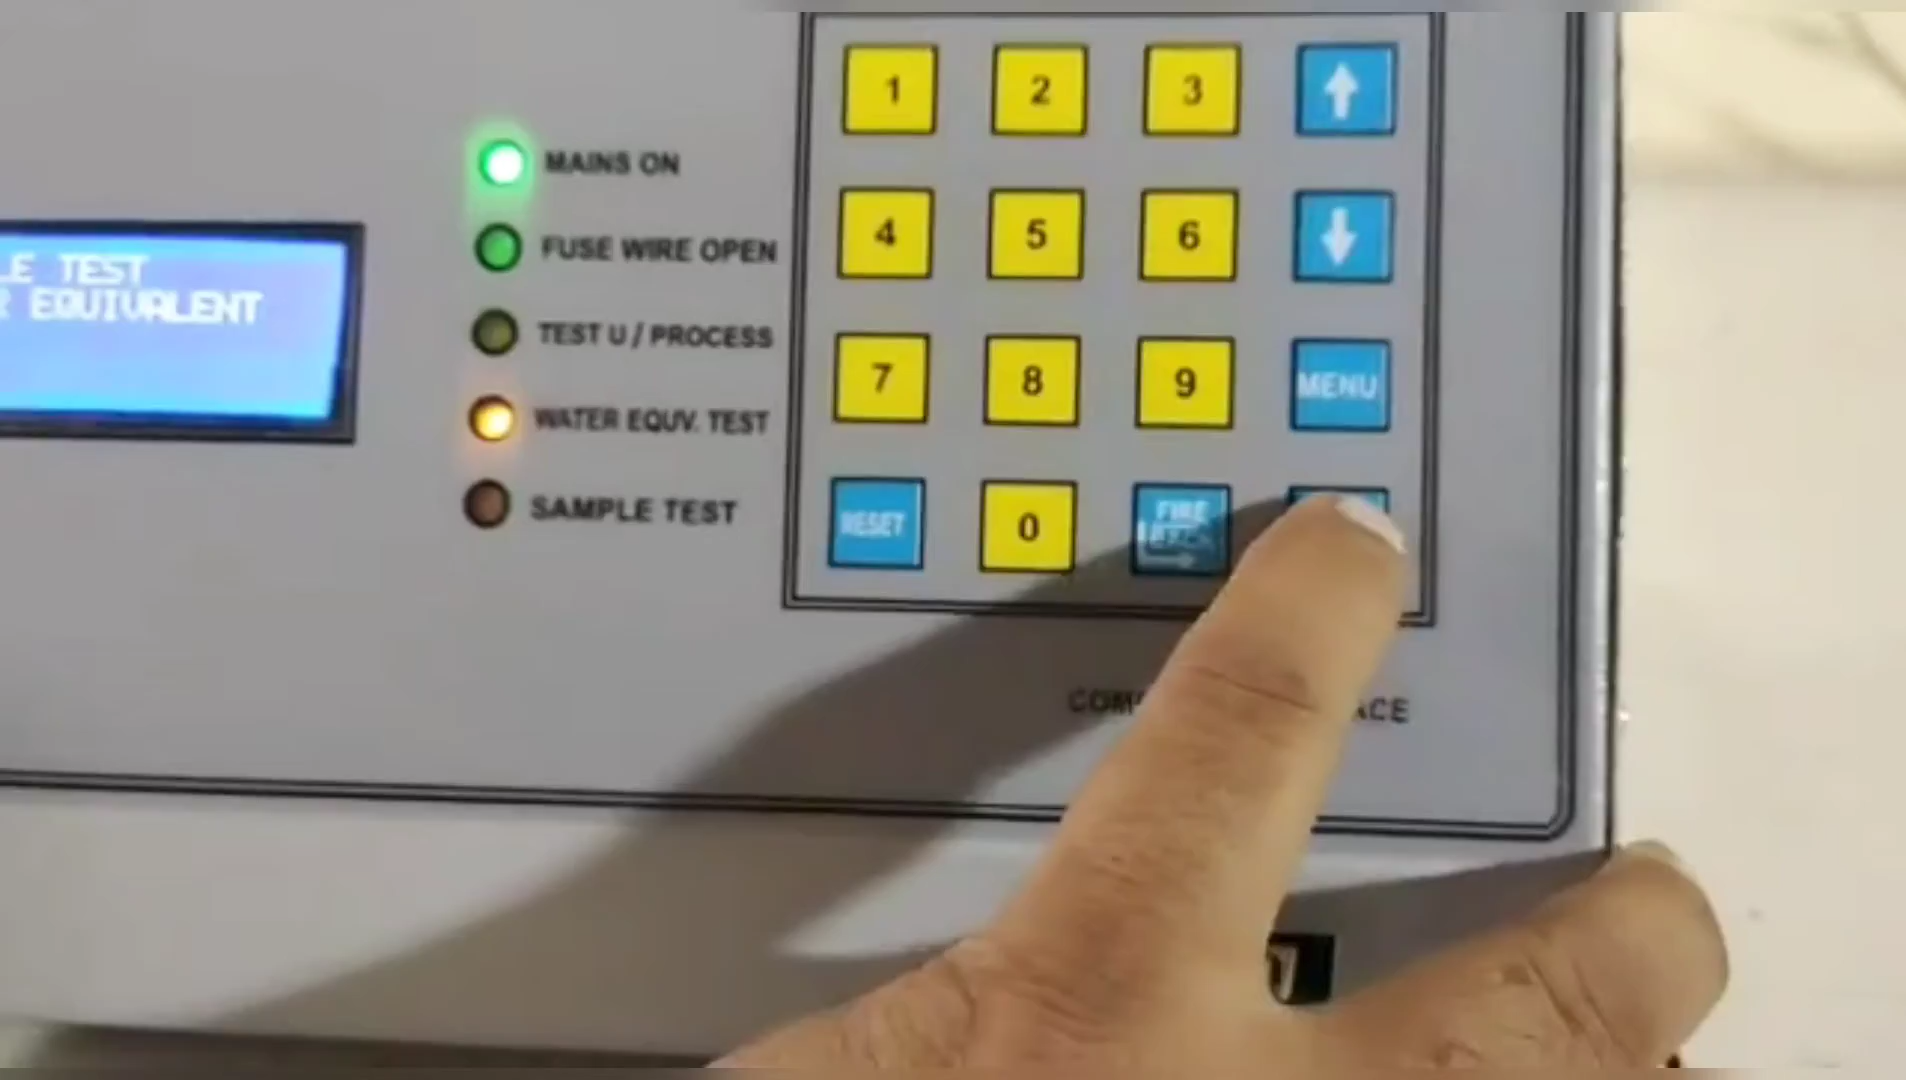 LE TEST
R EQUIVALENT
MAINS ON
FUSE WIRE OPEN
TEST U / PROCESS
WATER EQUV. TEST
SAMPLE TEST
1 2 3
4 5 6
7 8 9 MENU
RESET 0 FIRE